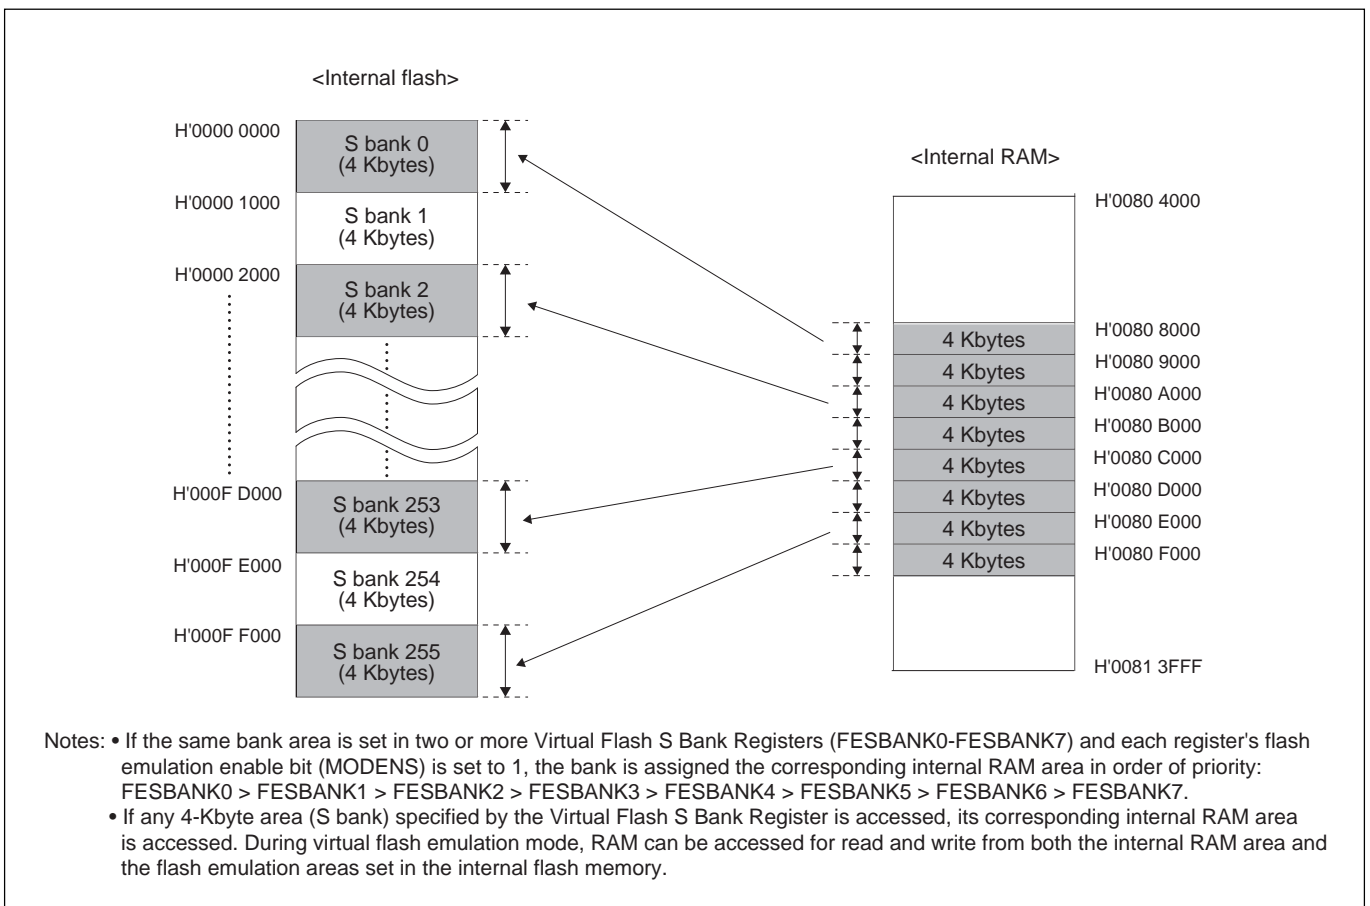 <Internal flash>
H'0000 0000
S bank 0
(4 Kbytes)
H'0000 1000
S bank 1
(4 Kbytes)
H'0000 2000
S bank 2
(4 Kbytes)
H'000F D000
S bank 253
(4 Kbytes)
H'000F E000
S bank 254
(4 Kbytes)
H'000F F000
S bank 255
(4 Kbytes)
<Internal RAM>
H'0080 4000
4 Kbytes H'0080 8000
4 Kbytes H'0080 9000
4 Kbytes H'0080 A000
4 Kbytes H'0080 B000
4 Kbytes H'0080 C000
4 Kbytes H'0080 D000
4 Kbytes H'0080 E000
4 Kbytes H'0080 F000
H'0081 3FFF
Notes: • If the same bank area is set in two or more Virtual Flash S Bank Registers (FESBANK0-FESBANK7) and each register's flash
emulation enable bit (MODENS) is set to 1, the bank is assigned the corresponding internal RAM area in order of priority:
FESBANK0 > FESBANK1 > FESBANK2 > FESBANK3 > FESBANK4 > FESBANK5 > FESBANK6 > FESBANK7.
• If any 4-Kbyte area (S bank) specified by the Virtual Flash S Bank Register is accessed, its corresponding internal RAM area
is accessed. During virtual flash emulation mode, RAM can be accessed for read and write from both the internal RAM area and
the flash emulation areas set in the internal flash memory.